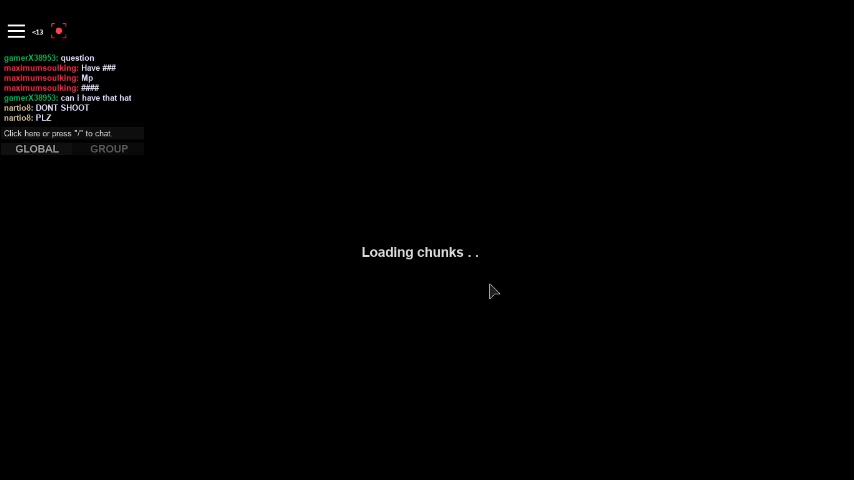 <13
gamerX38953: question
maximumsoulking: Have ###
maximumsoulking: Mp
maximumsoulking: ####
gamerX38953: can i have that hat
nartio8: DONT SHOOT
nartio8: PLZ
Click here or press "/" to chat.
GLOBAL GROUP
Loading chunks . .